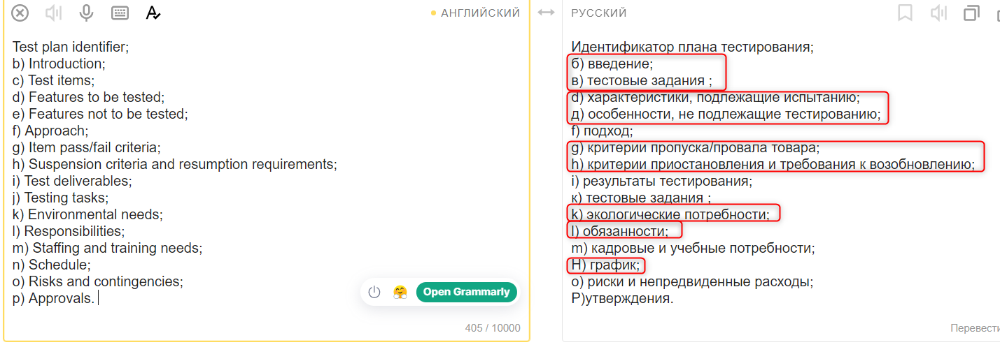 АНГЛИЙСКИЙ
Test plan identifier;
b) Introduction;
c) Test items;
d) Features to be tested;
e) Features not to be tested;
f) Approach;
g) Item pass/fail criteria;
h) Suspension criteria and resumption requirements;
i) Test deliverables;
j) Testing tasks;
k) Environmental needs;
l) Responsibilities;
m) Staffing and training needs;
n) Schedule;
o) Risks and contingencies;
p) Approvals.
Open Grammarly
405 / 10000
РУССКИЙ
Идентификатор плана тестирования;
б) введение;
в) тестовые задания ;
d) характеристики, подлежащие испытанию;
д) особенности, не подлежащие тестированию;
f) подход;
g) критерии пропуска/провала товара;
h) критерии приостановления и требования к возобновлению;
i) результаты тестирования;
к) тестовые задания ;
k) экологические потребности;
l) обязанности;
m) кадровые и учебные потребности;
Н) график;
о) риски и непредвиденные расходы;
Р)утверждения.
Перевести